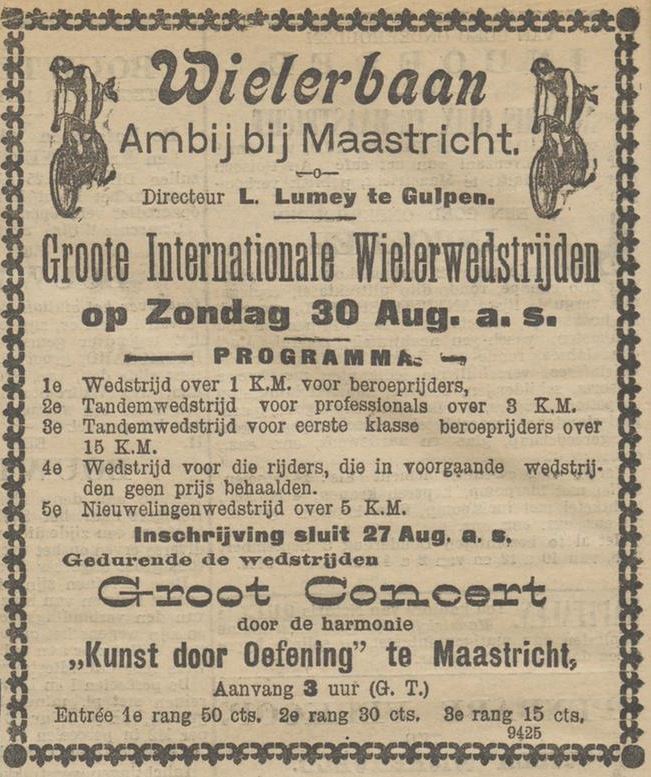 Wielerbaan
Ambij bij Maastricht.
—o—
Directeur L. Lumey te Gulpen.
Groote Internationale Wielerwedstrijden
op Zondag 30 Aug. a. s.
PROGRAMMA.
1e Wedstrijd over 1 K.M. voor beroeprijders,
2e Tandemwedstrijd voor professionals over 3 K.M.
3e Tandemwedstrijd voor eerste klasse beroeprijders over
15 K.M.
4e Wedstrijd voor die rijders, die in voorgaande wedstrij-
den geen prijs behaalden.
5e Nieuwelingenwedstrijd over 5 K.M.
Inschrijving sluit 27 Aug. a. s.
Gedurende de wedstrijden
Groot Concert
door de harmonie
„Kunst door Oefening” te Maastricht,
Aanvang 3 uur (G. T.)
Entrée 1e rang 50 cts. 2e rang 30 cts. 3e rang 15 cts.
9425